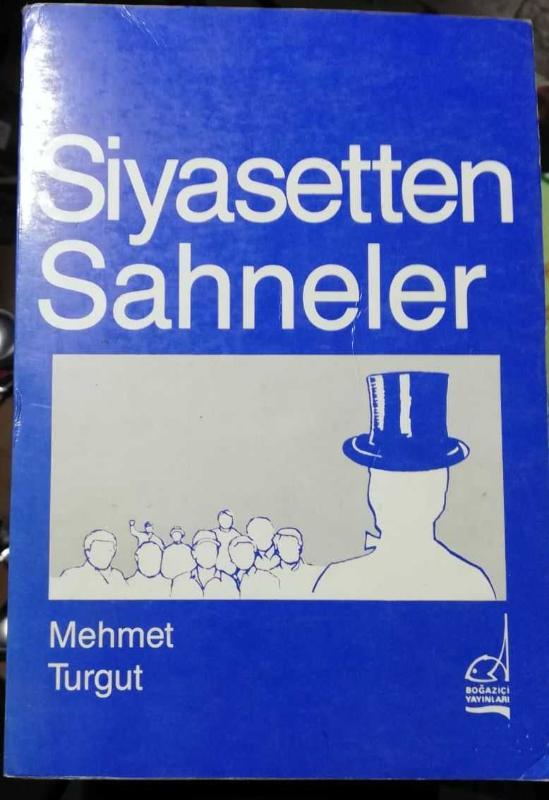 Siyasetten
Sahneler
Mehmet
Turgut
BOĞAZİÇİ
YAYINLARI